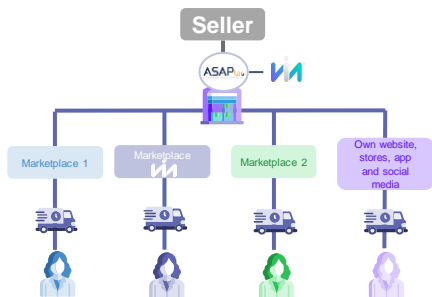 Seller
ASAP
Marketplace 1
Marketplace
Marketplace 2
Own website,
stores, app
and social
media